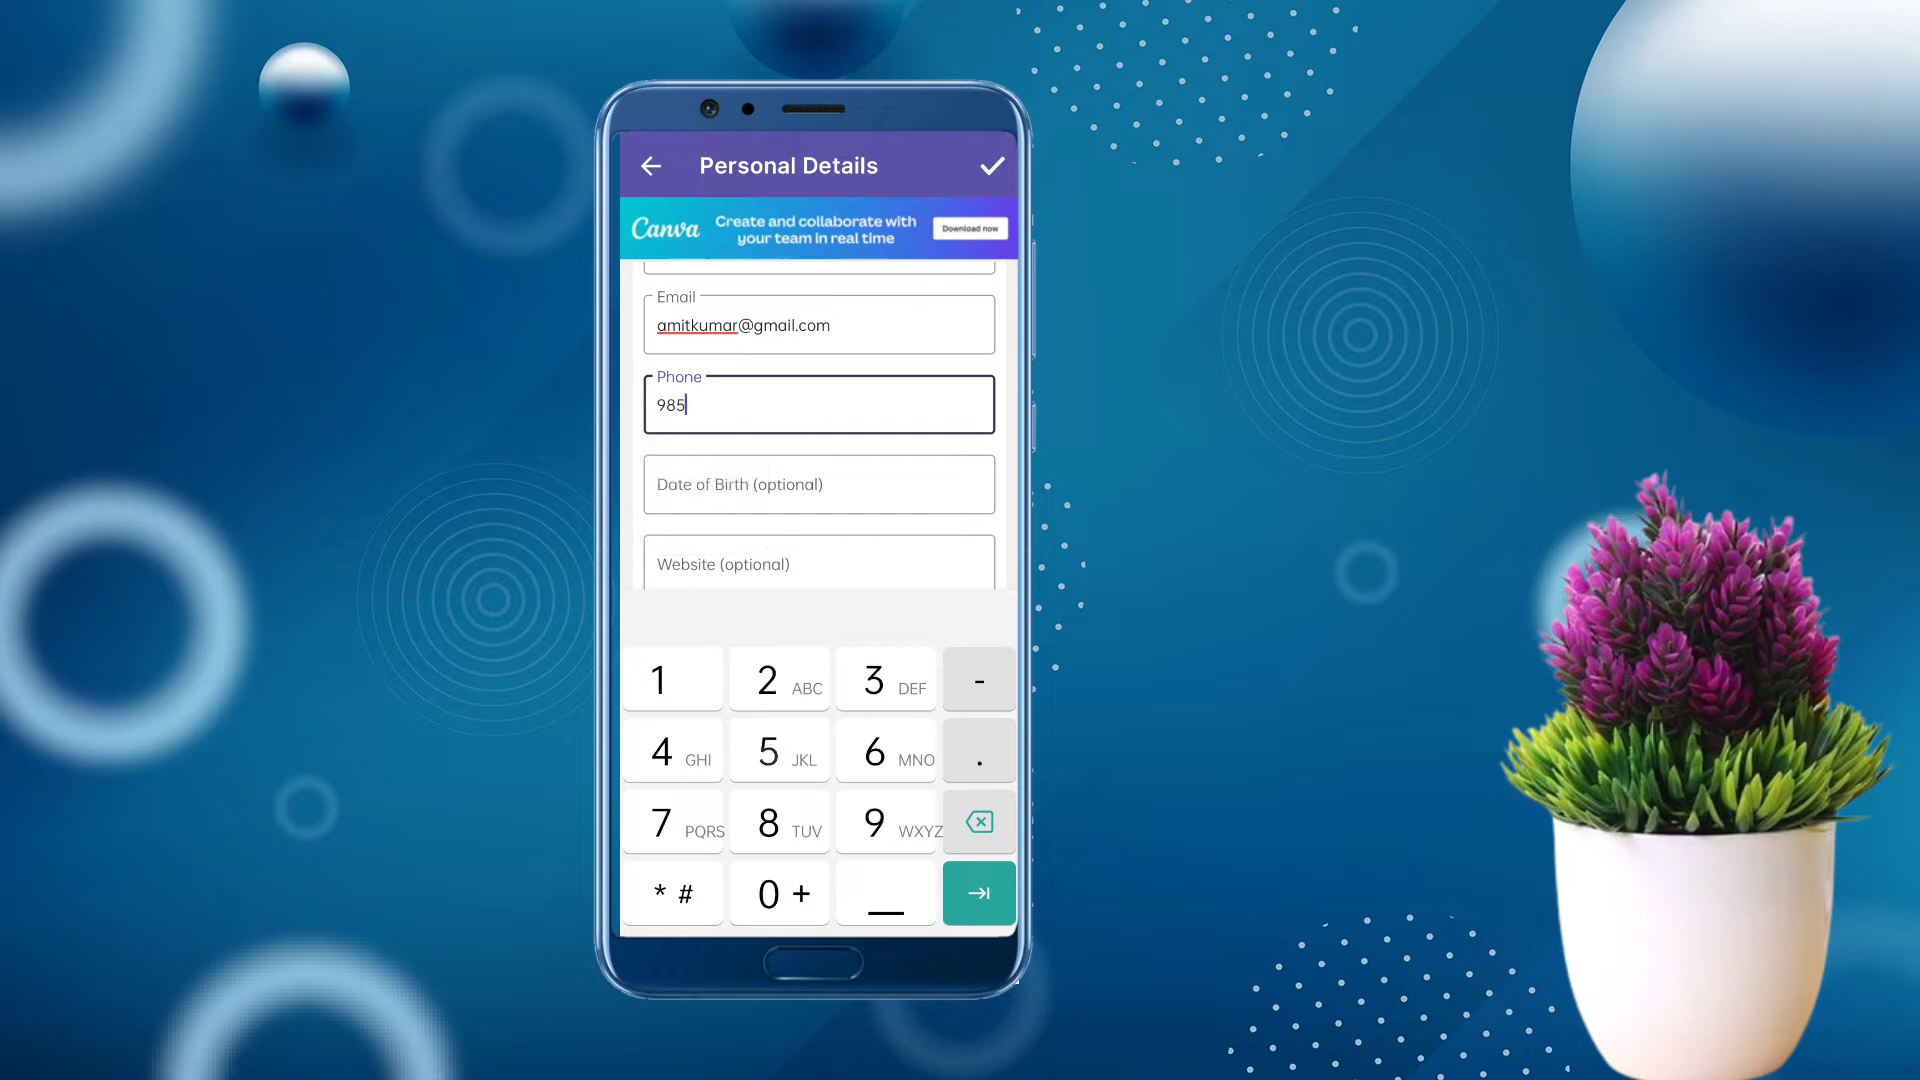 Personal Details
Canva
Create and collaborate with
your team in real time
Download now
Email
amitkumar@gmail.com
Phone
985
Date of Birth (optional)
Website (optional)
1
2 ABC
3 DEF
-
4 GHI
5 JKL
6 MNO
.
7 PQRS
8 TUV
9 WXYZ
* #
0 +